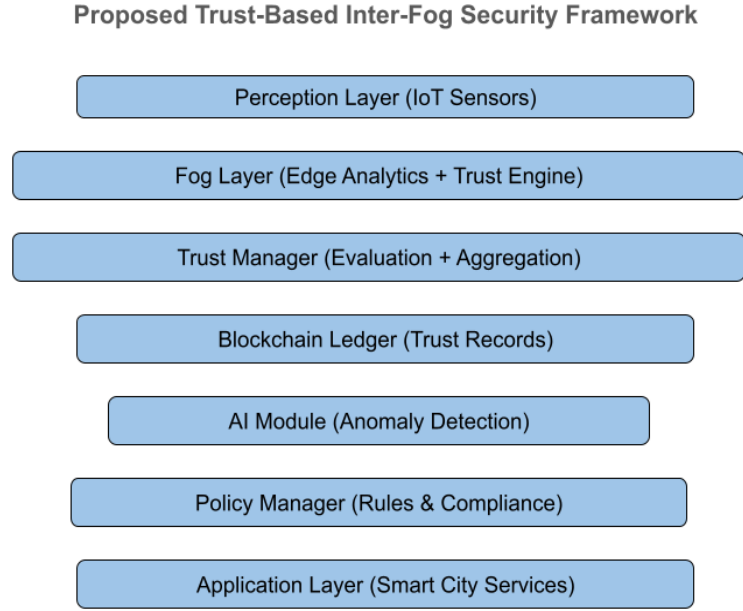 Proposed Trust-Based Inter-Fog Security Framework
Perception Layer (IoT Sensors)
Fog Layer (Edge Analytics + Trust Engine)
Trust Manager (Evaluation + Aggregation)
Blockchain Ledger (Trust Records)
AI Module (Anomaly Detection)
Policy Manager (Rules & Compliance)
Application Layer (Smart City Services)